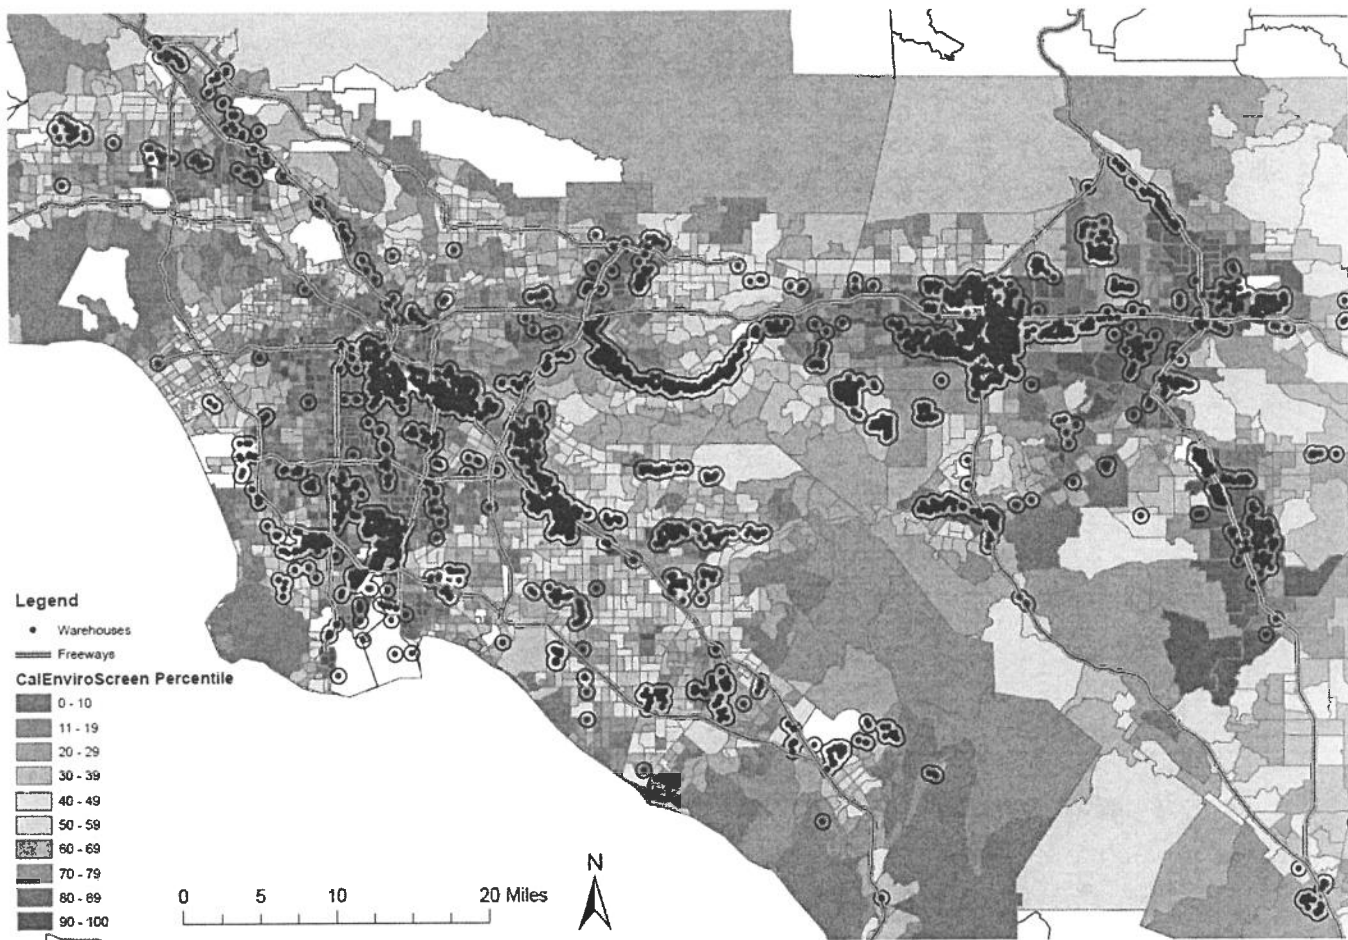 Legend
Warehouses
Freeways
CalEnviroScreen Percentile
0 - 10
11 - 19
20 - 29
30 - 39
40 - 49
50 - 59
60 - 69
70 - 79
80 - 89
90 - 100
0 5 10 20 Miles
N